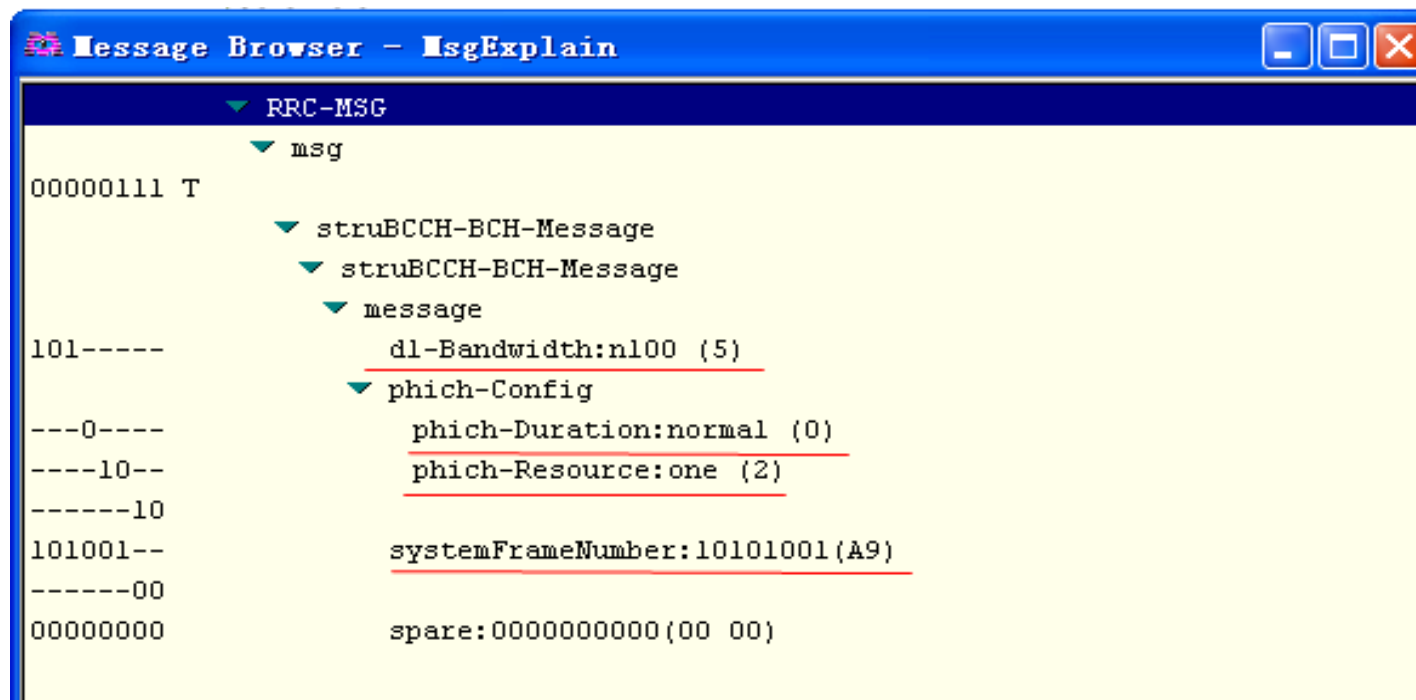 Message Browser - MsgExplain
RRC-MSG
msg
00000111 T
struBCCH-BCH-Message
struBCCH-BCH-Message
message
101----- dl-Bandwidth:n100 (5)
phich-Config
---0---- phich-Duration:normal (0)
----10-- phich-Resource:one (2)
------10
101001-- systemFrameNumber:10101001(A9)
------00
00000000 spare:0000000000(00 00)